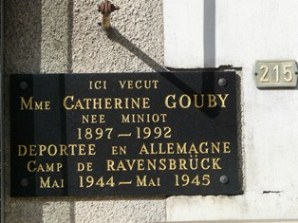 ICI VECUT
MME CATHERINE GOUBY
NEE MINIOT
1897 — 1992
DEPORTEE EN ALLEMAGNE
CAMP DE RAVENSBRÜCK
MAI 1944 — MAI 1945
215